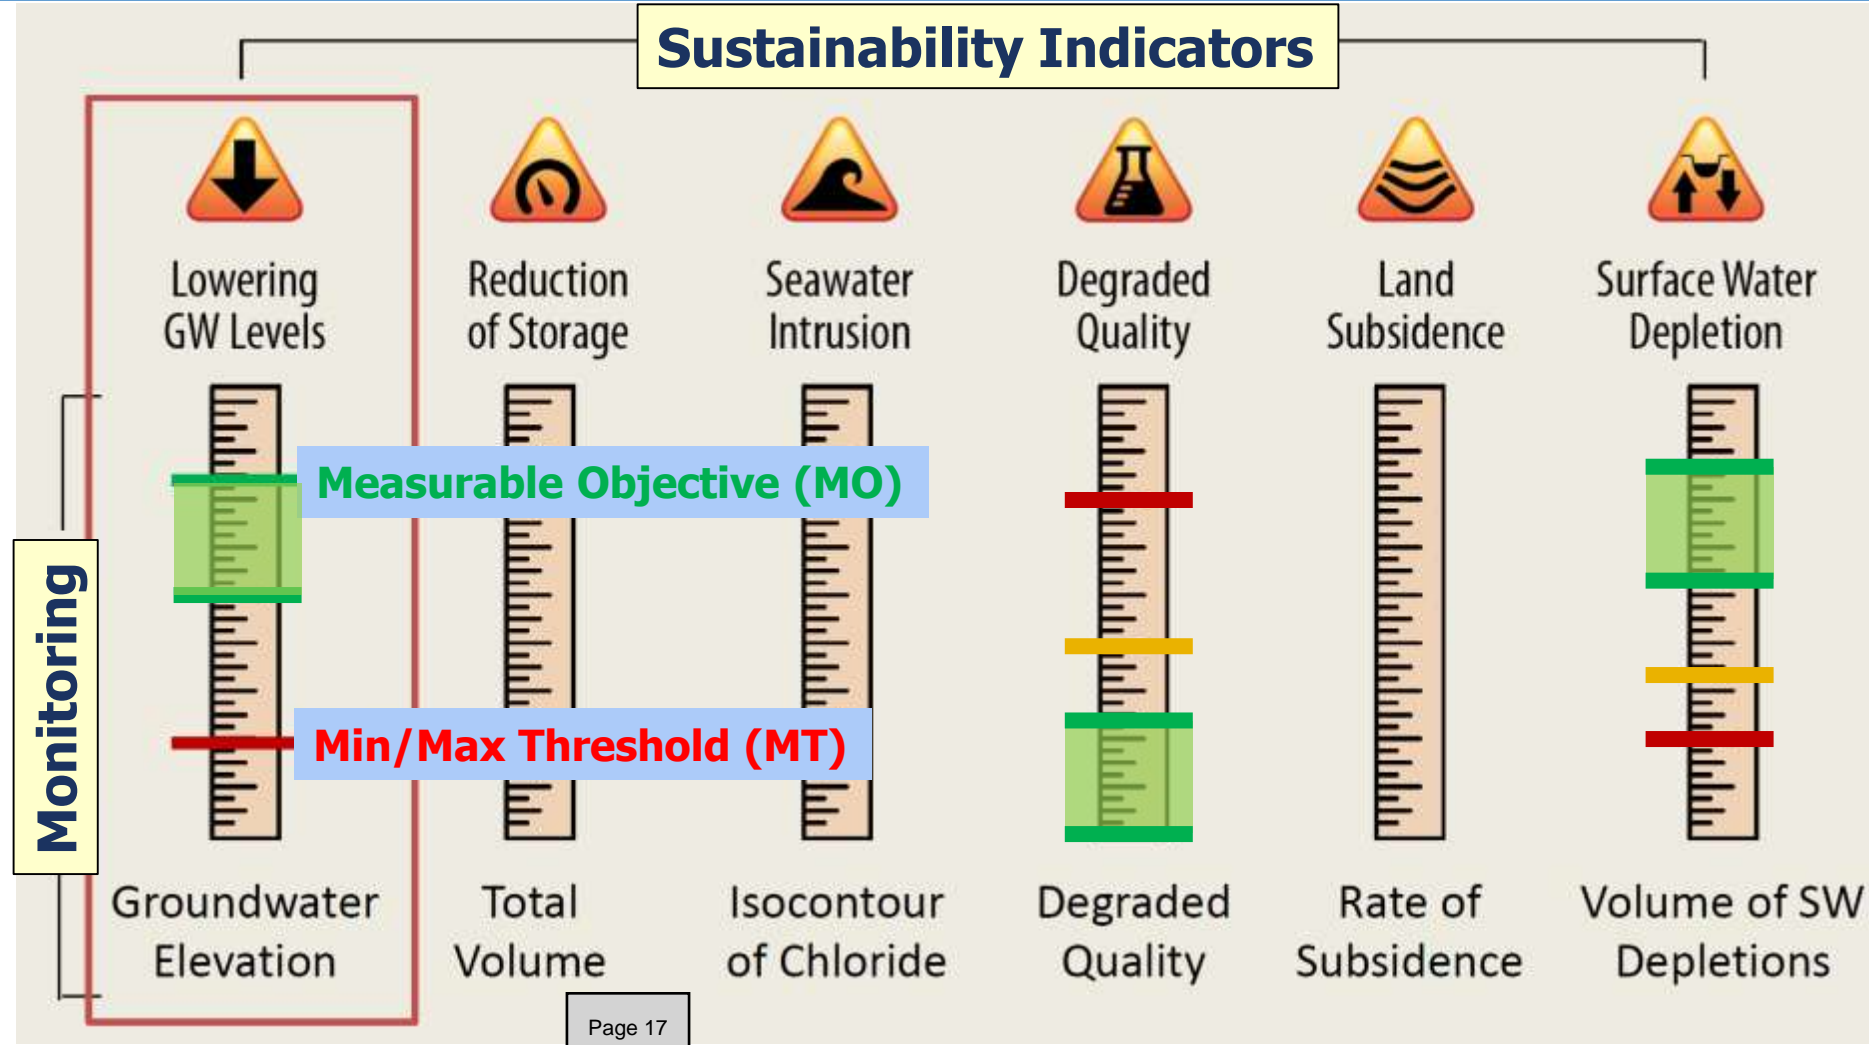 Sustainability Indicators
Lowering
GW Levels
Reduction
of Storage
Seawater
Intrusion
Degraded
Quality
Land
Subsidence
Surface Water
Depletion
Measurable Objective (MO)
Monitoring
Min/Max Threshold (MT)
Groundwater
Elevation
Total
Volume
Isocontour
of Chloride
Degraded
Quality
Rate of
Subsidence
Volume of SW
Depletions
Page 17